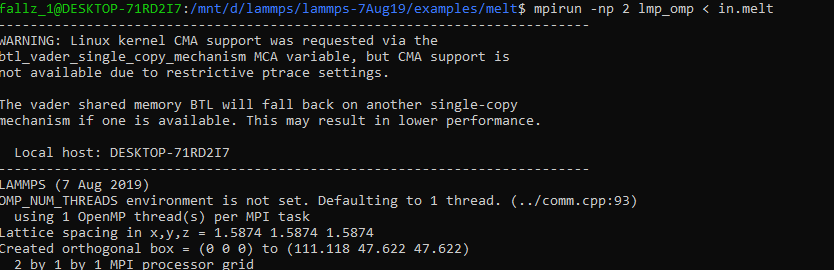 fallz_1@DESKTOP-71RD2I7:/mnt/d/lammps/lammps-7Aug19/examples/melt$ mpirun -np 2 lmp_omp < in.melt
--------------------------------------------------------------------------
WARNING: Linux kernel CMA support was requested via the
btl_vader_single_copy_mechanism MCA variable, but CMA support is
not available due to restrictive ptrace settings.

The vader shared memory BTL will fall back on another single-copy
mechanism if one is available. This may result in lower performance.

  Local host: DESKTOP-71RD2I7
--------------------------------------------------------------------------
LAMMPS (7 Aug 2019)
OMP_NUM_THREADS environment is not set. Defaulting to 1 thread. (../comm.cpp:93)
  using 1 OpenMP thread(s) per MPI task
Lattice spacing in x,y,z = 1.5874 1.5874 1.5874
Created orthogonal box = (0 0 0) to (111.118 47.622 47.622)
  2 by 1 by 1 MPI processor grid